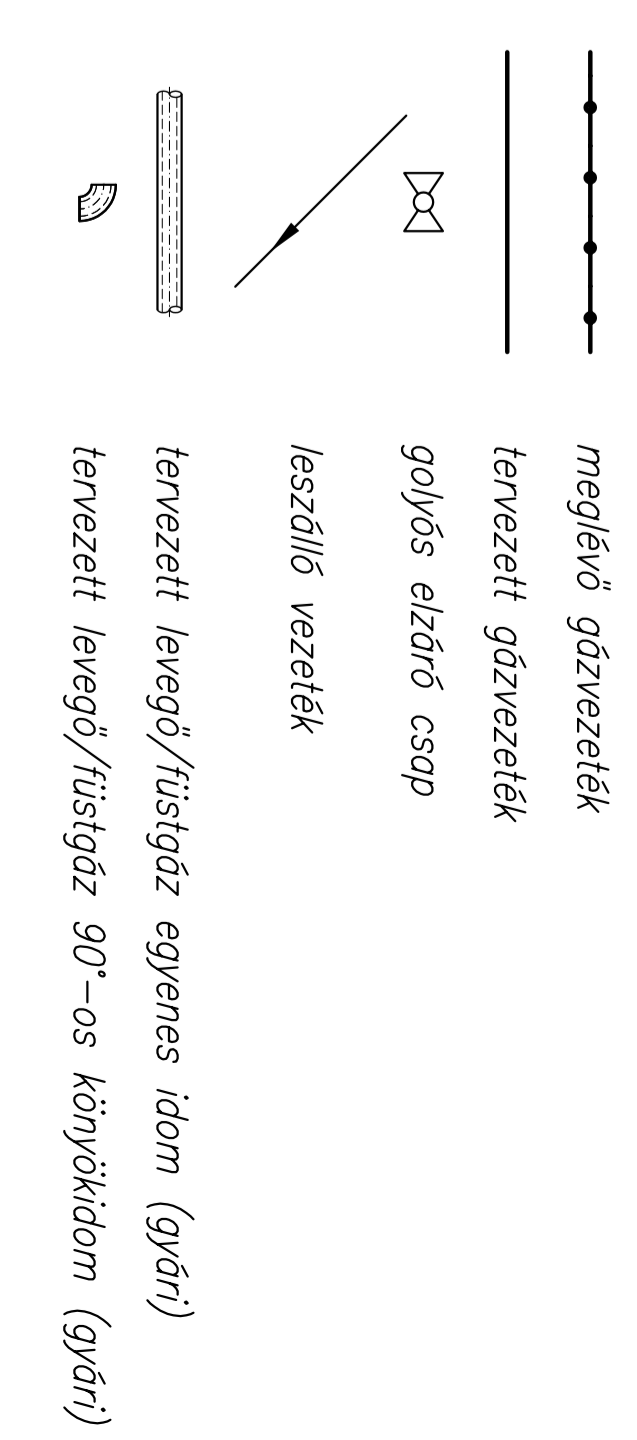 meglévő gázvezeték
tervezett gázvezeték
golyós elzáró csap
leszálló vezeték
tervezett levegő/füstgáz egyenes idom (gyári)
tervezett levegő/füstgáz 90°-os könyökidom (gyári)